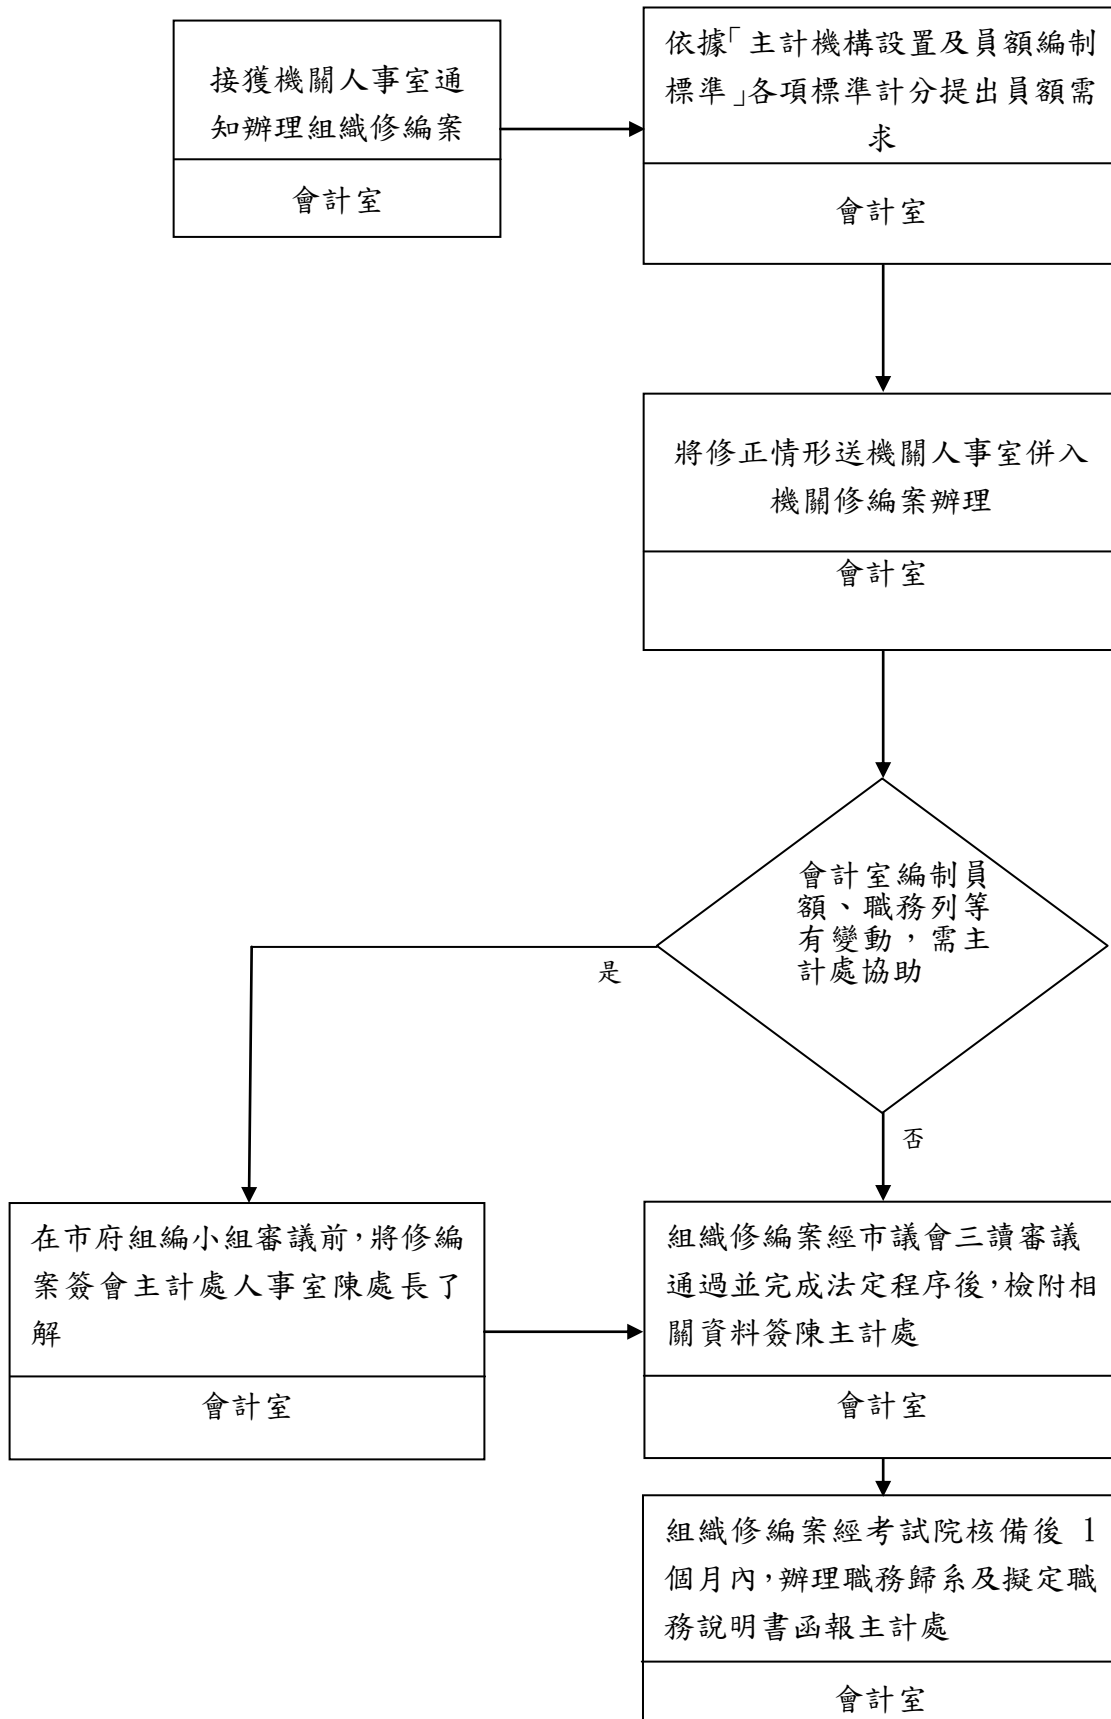 接獲機關人事室通
知辦理組織修編案
會計室
依據「主計機構設置及員額編制
標準」各項標準計分提出員額需
求
會計室
將修正情形送機關人事室併入
機關修編案辦理
會計室
會計室編制員
額、職務列等
有變動，需主
計處協助
是
否
在市府組編小組審議前，將修編
案簽會主計處人事室陳處長了
解
會計室
組織修編案經市議會三讀審議
通過並完成法定程序後，檢附相
關資料簽陳主計處
會計室
組織修編案經考試院核備後 1
個月內，辦理職務歸系及擬定職
務說明書函報主計處
會計室